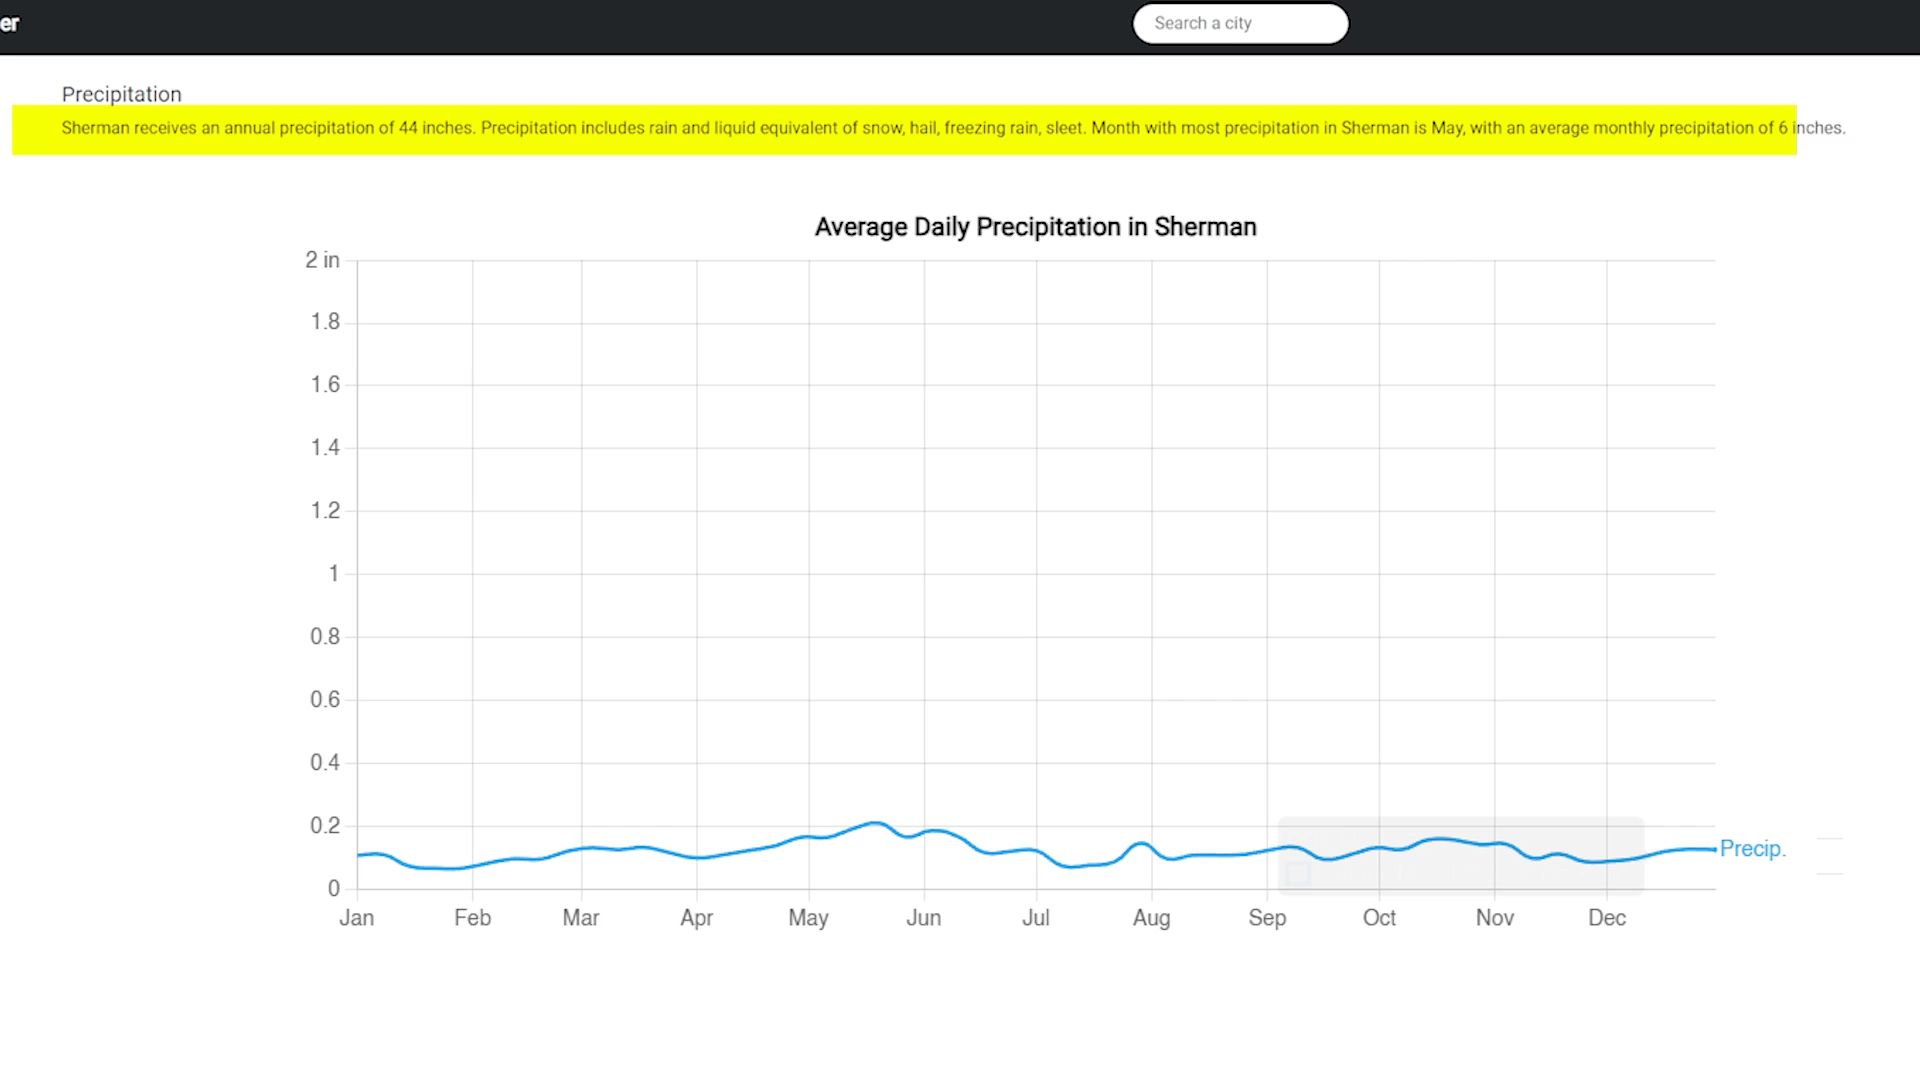 er
Search a city
Precipitation
Sherman receives an annual precipitation of 44 inches. Precipitation includes rain and liquid equivalent of snow, hail, freezing rain, sleet. Month with most precipitation in Sherman is May, with an average monthly precipitation of 6 inches.
Average Daily Precipitation in Sherman
2 in
1.8
1.6
1.4
1.2
1
0.8
0.6
0.4
0.2
0
Precip.
Jan Feb Mar Apr May Jun Jul Aug Sep Oct Nov Dec